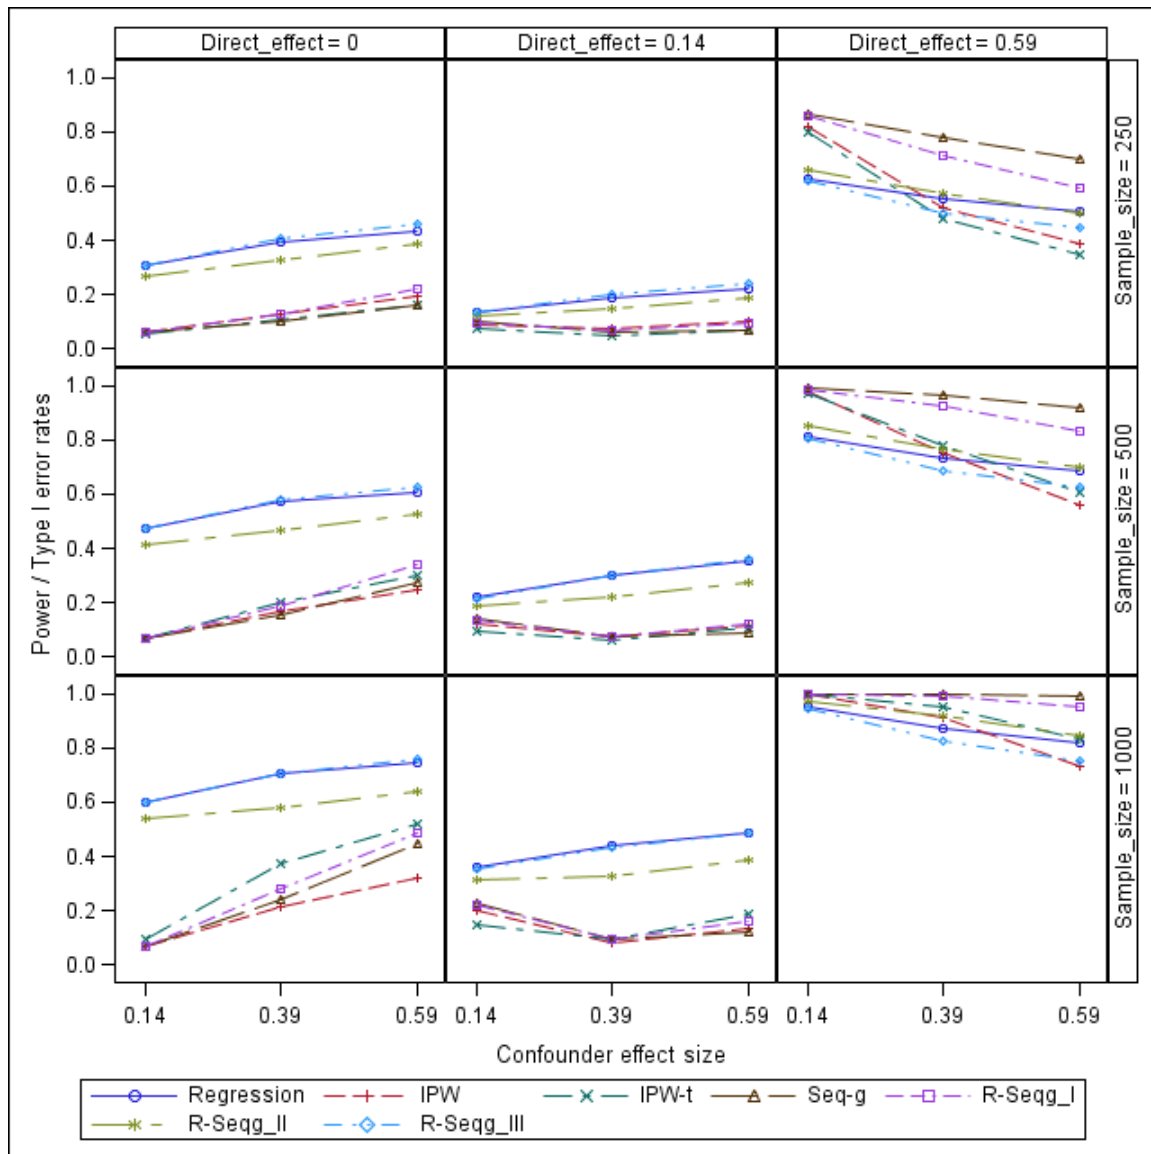 Direct_effect = 0 Direct_effect = 0.14 Direct_effect = 0.59
Power / Type I error rates
1.0
0.8
0.6
0.4
0.2
0.0
Sample_size = 250
1.0
0.8
0.6
0.4
0.2
0.0
Sample_size = 500
1.0
0.8
0.6
0.4
0.2
0.0
Sample_size = 1000
0.14 0.39 0.59 0.14 0.39 0.59 0.14 0.39 0.59
Confounder effect size
Regression IPW IPW-t Seq-g R-Seqg_I
R-Seqg_II R-Seqg_III